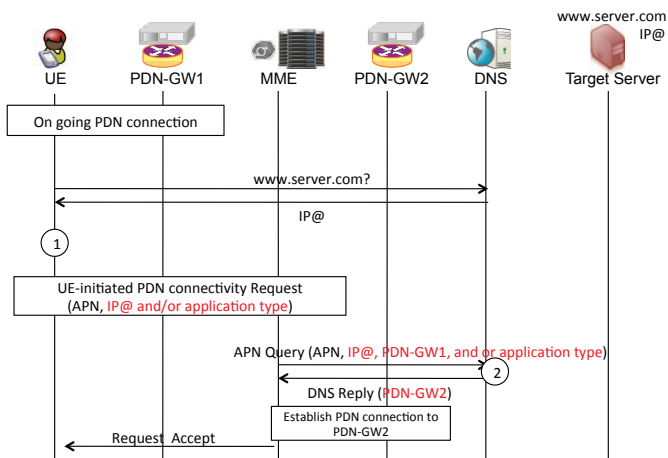 www.server.com
IP@
UE
PDN-GW1
MME
PDN-GW2
DNS
Target Server
On going PDN connection
www.server.com?
IP@
1
UE-initiated PDN connectivity Request
(APN, IP@ and/or application type)
APN Query (APN, IP@, PDN-GW1, and or application type)
2
DNS Reply (PDN-GW2)
Establish PDN connection to
PDN-GW2
Request Accept